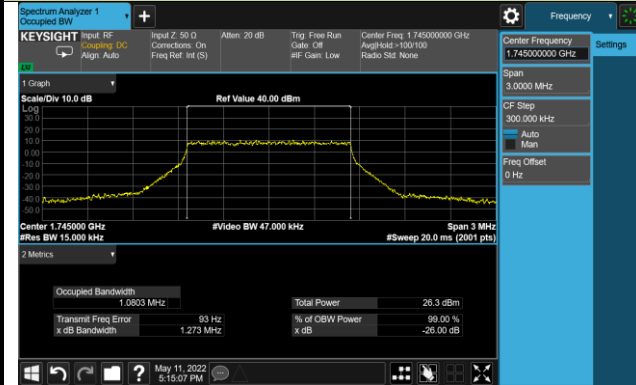 Spectrum Analyzer 1
Occupied BW
Frequency
KEYSIGHT
Input: RF
Coupling: DC
Align: Auto
Input Z: 50 Ω
Corrections: On
Freq Ref: Int (S)
Atten: 20 dB
Trig: Free Run
Gate: Off
#IF Gain: Low
Center Freq: 1.745000000 GHz
Avg|Hold:>100/100
Radio Std: None
Center Frequency
1.745000000 GHz
Settings
Span
3.0000 MHz
CF Step
300.000 kHz
Auto
Man
Freq Offset
0 Hz
1 Graph
Scale/Div 10.0 dB
Ref Value 40.00 dBm
Log
30.0
20.0
10.0
0.00
-10.0
-20.0
-30.0
-40.0
-50.0
Center 1.745000 GHz
#Video BW 47.000 kHz
Span 3 MHz
#Res BW 15.000 kHz
#Sweep 20.0 ms (2001 pts)
2 Metrics
Occupied Bandwidth
1.0803 MHz
Total Power
26.3 dBm
Transmit Freq Error
93 Hz
% of OBW Power
99.00 %
x dB Bandwidth
1.273 MHz
x dB
-26.00 dB
May 11, 2022
5:15:07 PM